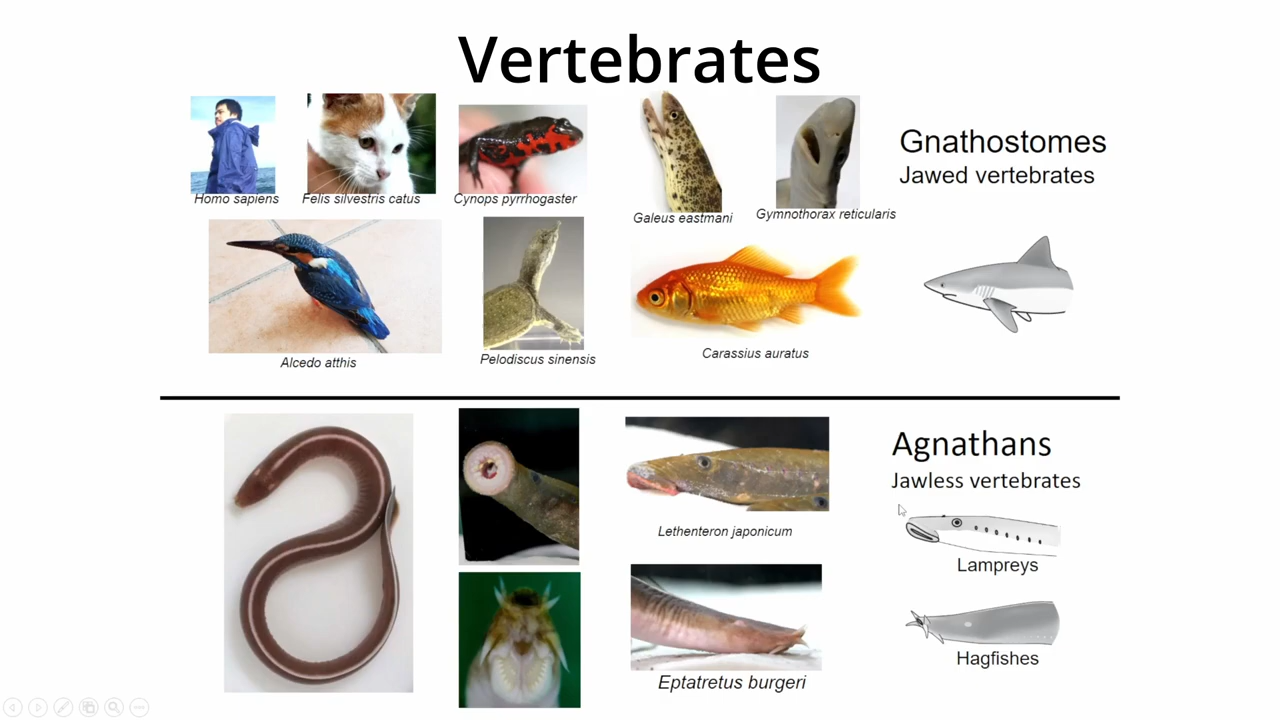 Vertebrates
Homo sapiens
Felis silvestris catus
Cynops pyrrhogaster
Galeus eastmani
Gymnothorax reticularis
Gnathostomes
Jawed vertebrates
Alcedo atthis
Pelodiscus sinensis
Carassius auratus
Agnathans
Jawless vertebrates
Lethenteron japonicum
Lampreys
Eptatretus burgeri
Hagfishes